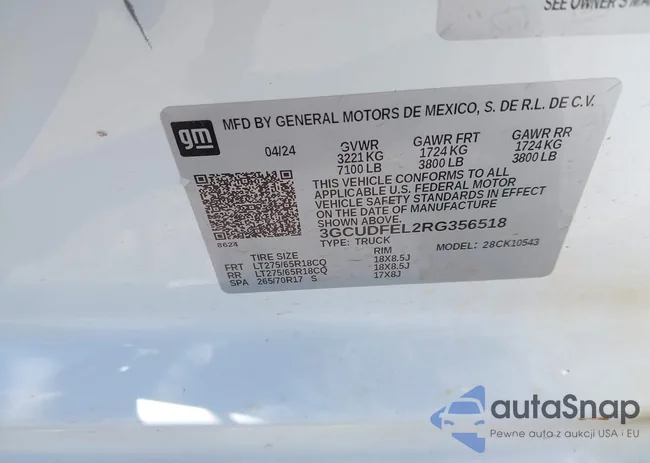 SEE OWNER'S
gm
MFD BY GENERAL MOTORS DE MEXICO, S. DE R.L. DE C.V.
04/24 GVWR GAWR FRT GAWR RR
3221 KG 1724 KG 1724 KG
7100 LB 3800 LB 3800 LB
THIS VEHICLE CONFORMS TO ALL
APPLICABLE U.S. FEDERAL MOTOR
VEHICLE SAFETY STANDARDS IN EFFECT
ON THE DATE OF MANUFACTURE
SHOWN ABOVE.
3GCUDFEL2RG356518
8624 TYPE: TRUCK MODEL: 28CK10543
TIRE SIZE RIM
FRT LT275/65R18CQ 18X8.5J
RR LT275/65R18CQ 18X8.5J
SPA 265/70R17 S 17X8J
autaSnap
Pewne auta z aukcji USA i EU